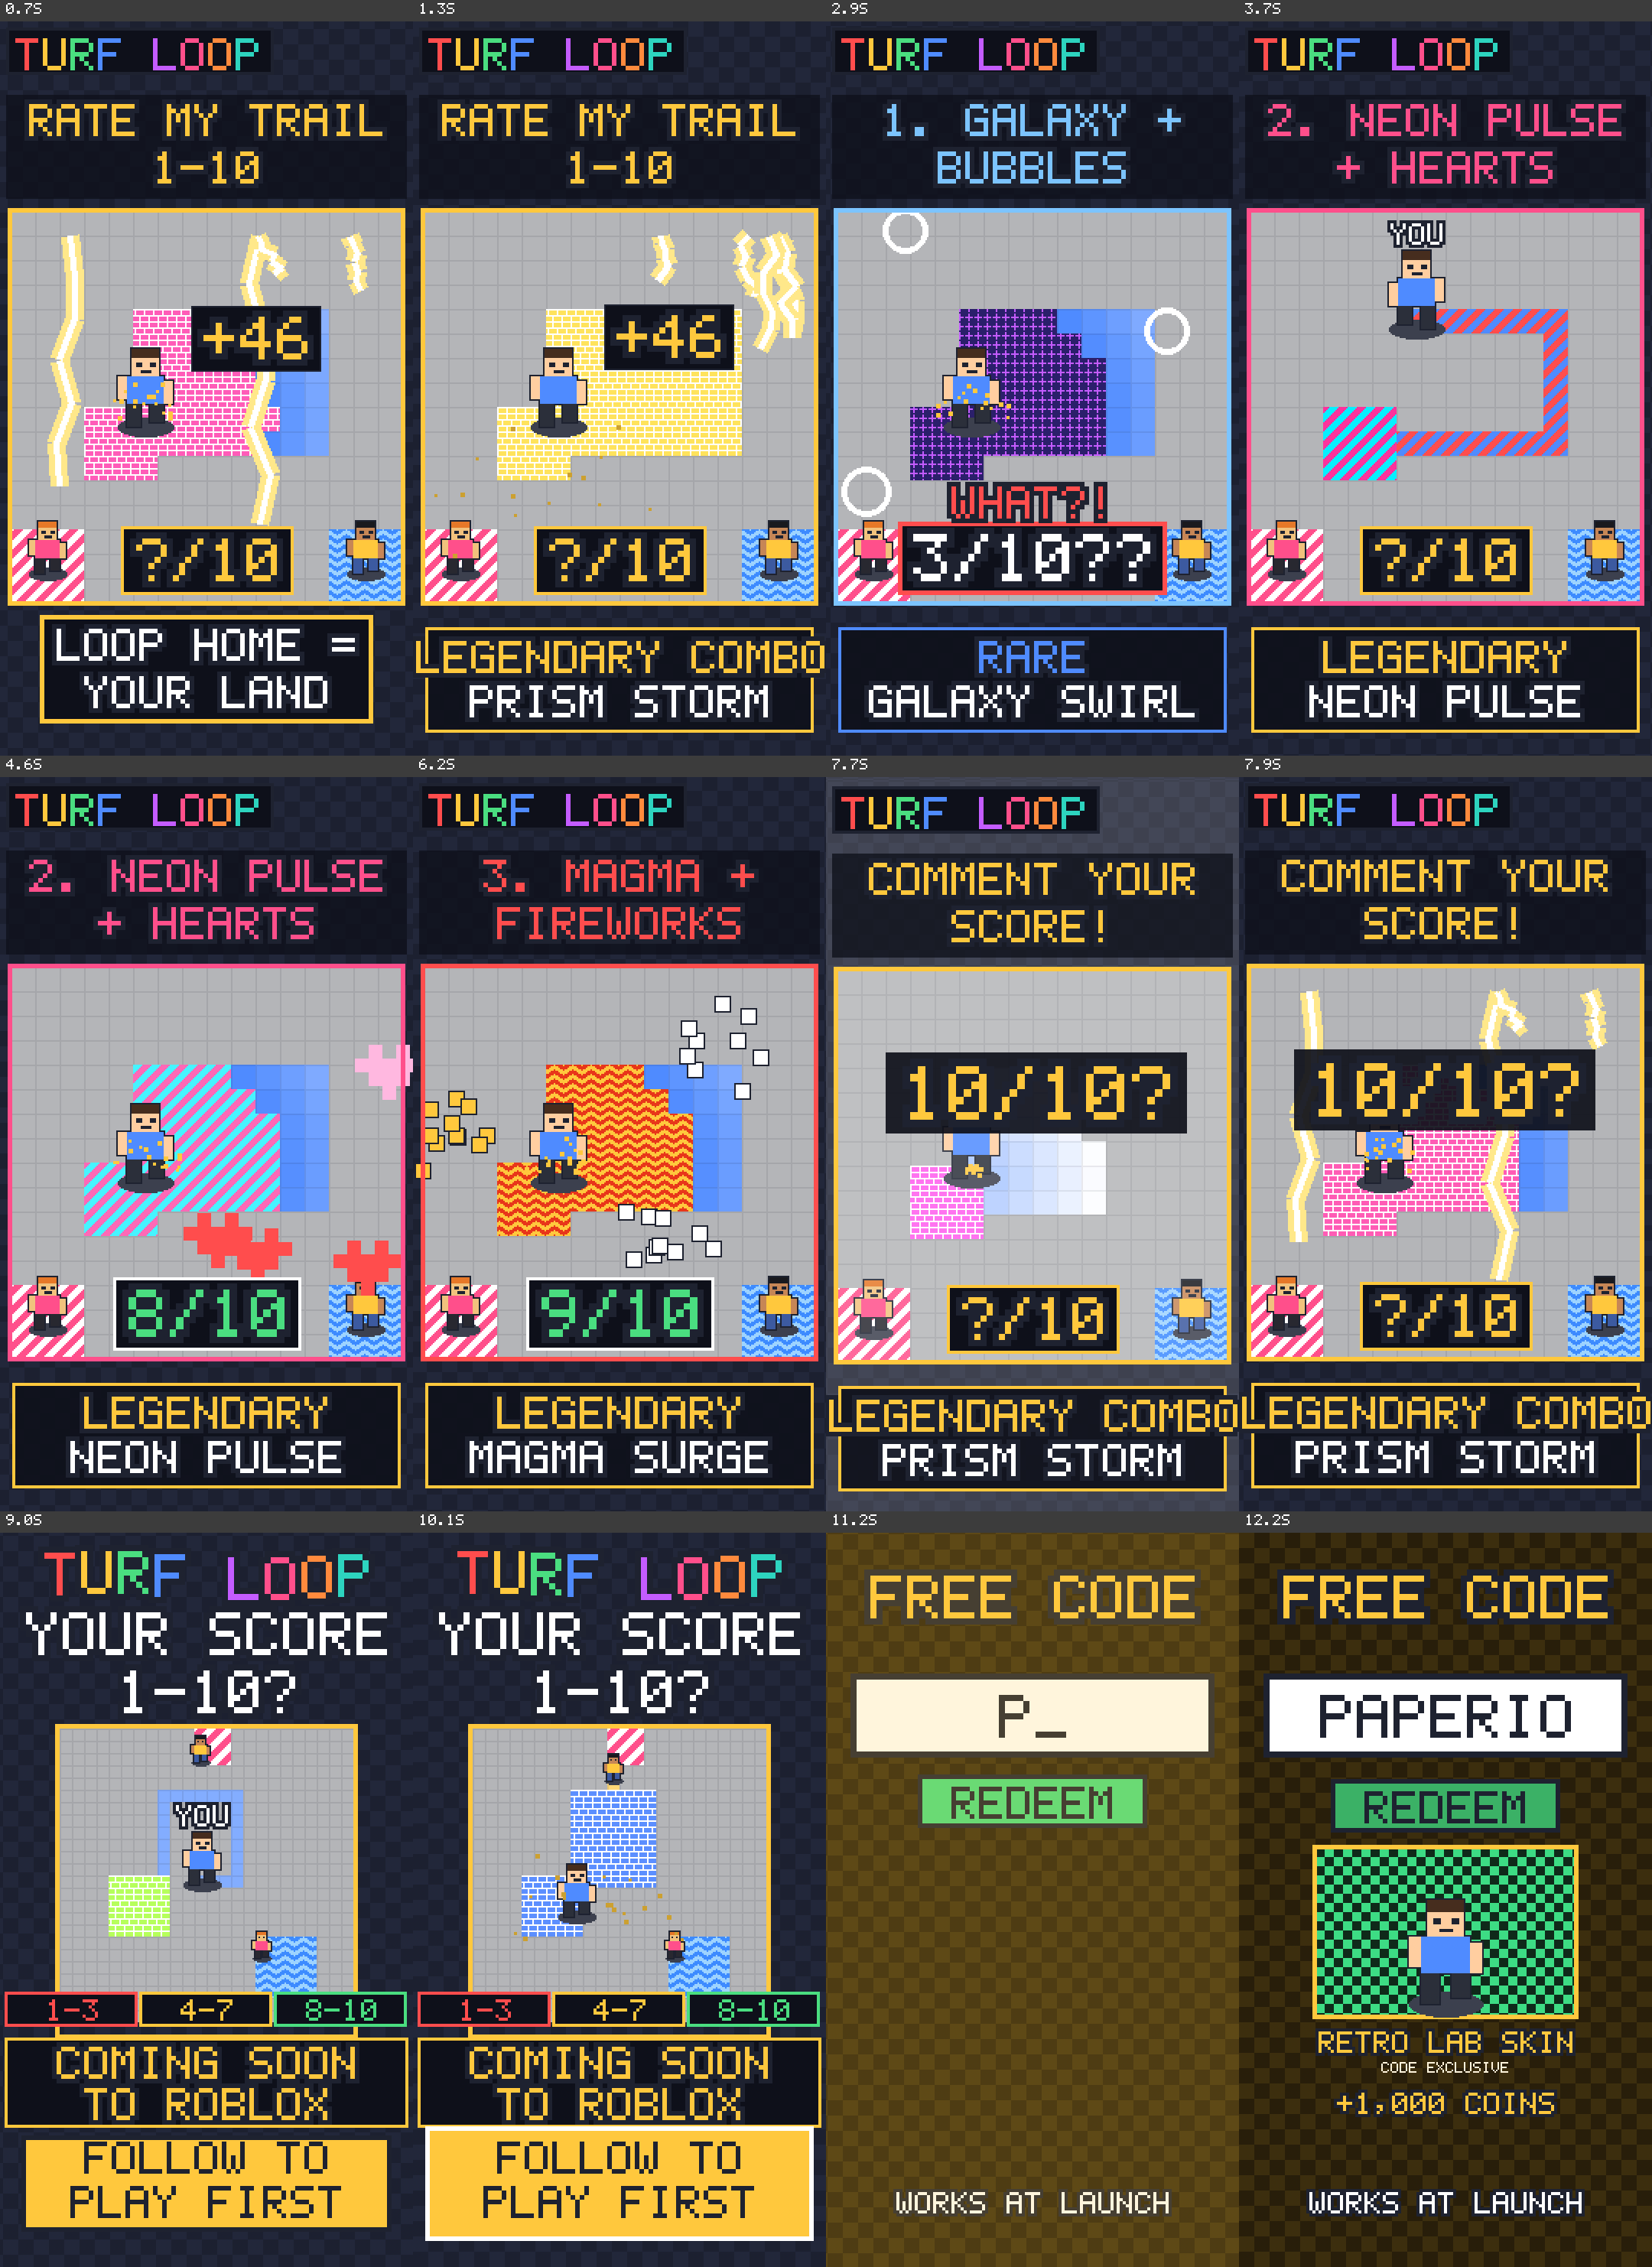 0.7S
TURF LOOP
RATE MY TRAIL
1-10
+46
?/10
LOOP HOME =
YOUR LAND
1.3S
TURF LOOP
RATE MY TRAIL
1-10
+46
?/10
LEGENDARY COMBO
PRISM STORM
2.9S
TURF LOOP
1. GALAXY +
BUBBLES
WHAT?!
3/10??
RARE
GALAXY SWIRL
3.7S
TURF LOOP
2. NEON PULSE
+ HEARTS
YOU
?/10
LEGENDARY
NEON PULSE
4.6S
TURF LOOP
2. NEON PULSE
+ HEARTS
8/10
LEGENDARY
NEON PULSE
6.2S
TURF LOOP
3. MAGMA +
FIREWORKS
9/10
LEGENDARY
MAGMA SURGE
7.7S
TURF LOOP
COMMENT YOUR
SCORE!
10/10?
?/10
LEGENDARY COMBO
PRISM STORM
7.9S
TURF LOOP
COMMENT YOUR
SCORE!
10/10?
?/10
LEGENDARY COMBO
PRISM STORM
9.0S
TURF LOOP
YOUR SCORE
1-10?
YOU
1-3 4-7 8-10
COMING SOON
TO ROBLOX
FOLLOW TO
PLAY FIRST
10.1S
TURF LOOP
YOUR SCORE
1-10?
1-3 4-7 8-10
COMING SOON
TO ROBLOX
FOLLOW TO
PLAY FIRST
11.2S
FREE CODE
P_
REDEEM
WORKS AT LAUNCH
12.2S
FREE CODE
PAPERIO
REDEEM
RETRO LAB SKIN
CODE EXCLUSIVE
+1,000 COINS
WORKS AT LAUNCH